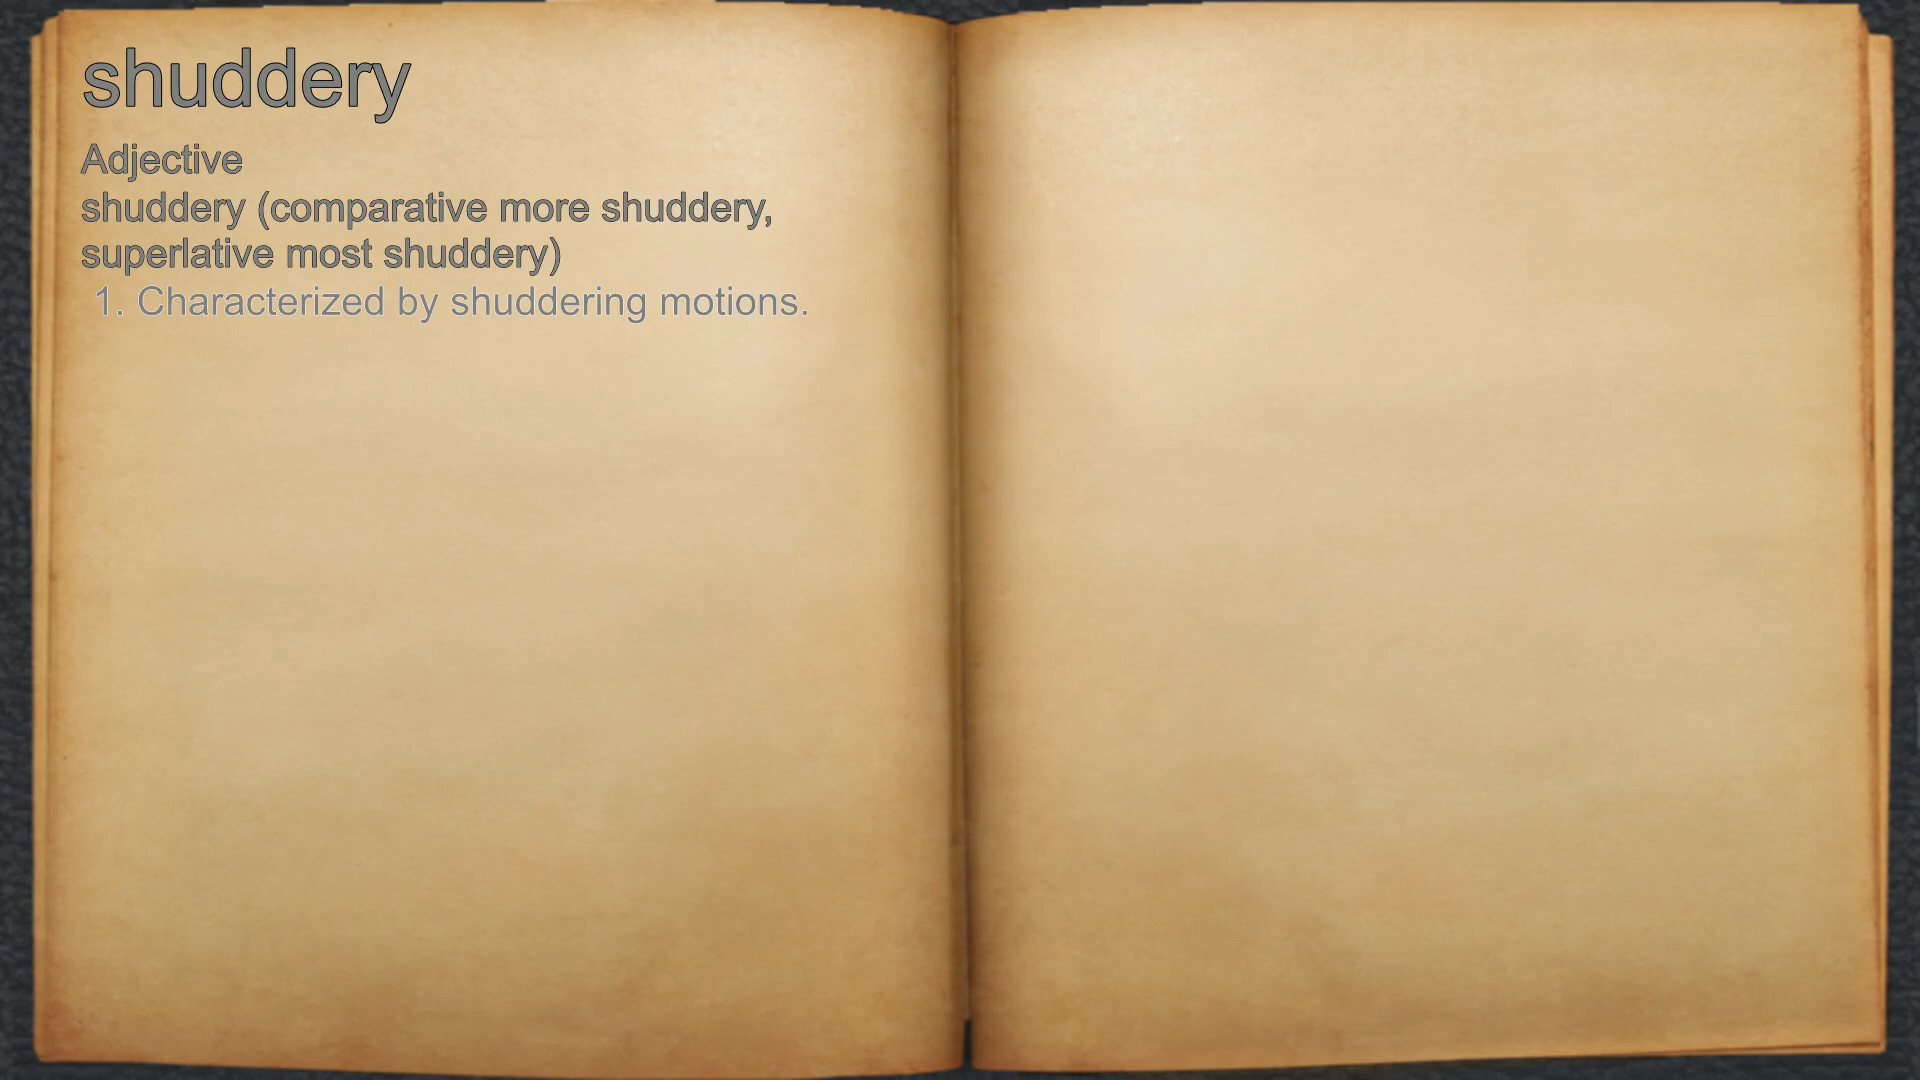 shuddery
Adjective
shuddery (comparative more shuddery,
superlative most shuddery)
1. Characterized by shuddering motions.